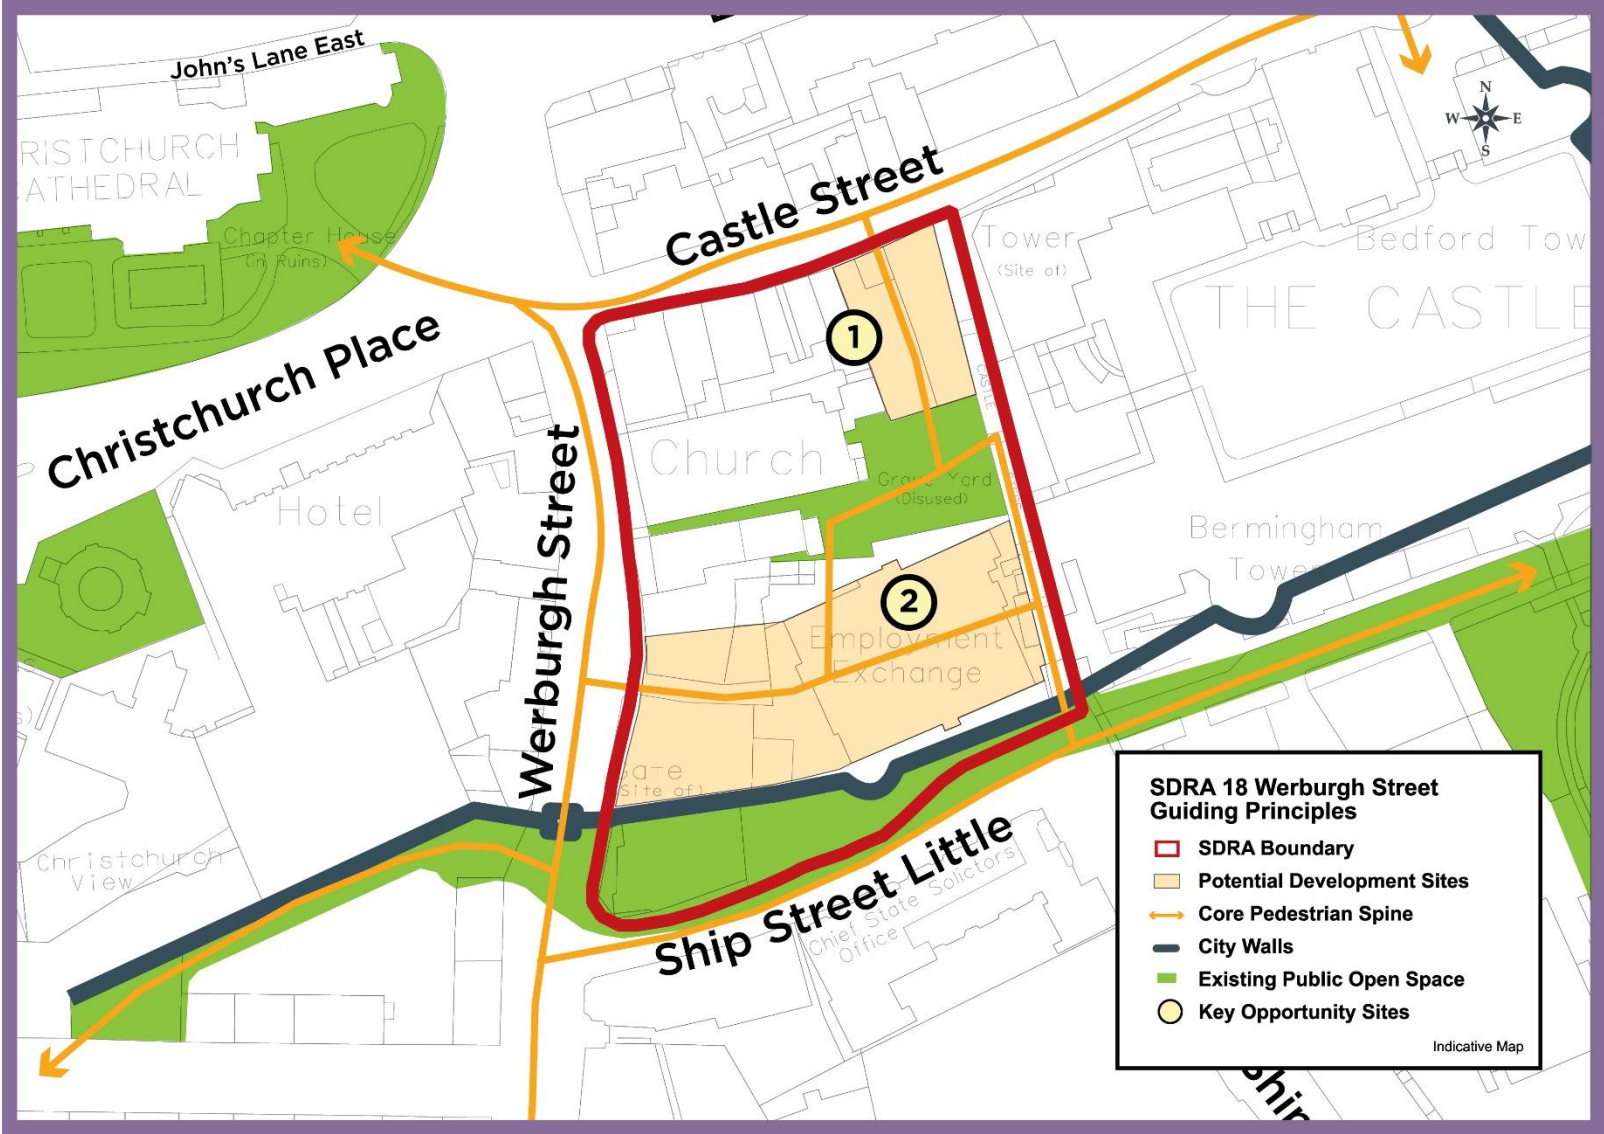 John's Lane East
RISTCHURCH
ATHEDRAL
Chapter House
(in Ruins)
Castle Street
Tower
(Site of)
Bedford Tow
THE CASTLE
N
W E
S
Christchurch Place
1
CASTLE
Church
Hotel
Grave Yard
(Disused)
Werburgh Street
Bermingham
Tower
2
Employment
Exchange
Gate
(Site of)
Christchurch
View
Ship Street Little
Chief State Solicitors
Office
SDRA 18 Werburgh Street
Guiding Principles
SDRA Boundary
Potential Development Sites
Core Pedestrian Spine
City Walls
Existing Public Open Space
Key Opportunity Sites
Indicative Map
Ship